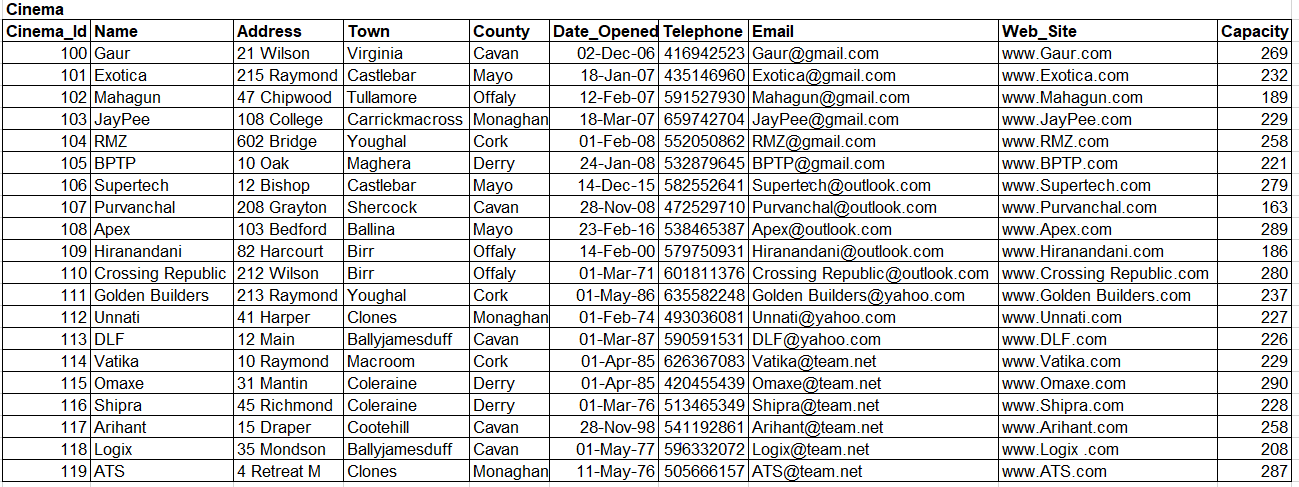 Cinema
Cinema_Id Name Address Town County Date_Opened Telephone Email Web_Site Capacity
100 Gaur 21 Wilson Virginia Cavan 02-Dec-06 416942523 Gaur@gmail.com www.Gaur.com 269
101 Exotica 215 Raymond Castlebar Mayo 18-Jan-07 435146960 Exotica@gmail.com www.Exotica.com 232
102 Mahagun 47 Chipwood Tullamore Offaly 12-Feb-07 591527930 Mahagun@gmail.com www.Mahagun.com 189
103 JayPee 108 College Carrickmacross Monaghan 18-Mar-07 659742704 JayPee@gmail.com www.JayPee.com 229
104 RMZ 602 Bridge Youghal Cork 01-Feb-08 552050862 RMZ@gmail.com www.RMZ.com 258
105 BPTP 10 Oak Maghera Derry 24-Jan-08 532879645 BPTP@gmail.com www.BPTP.com 221
106 Supertech 12 Bishop Castlebar Mayo 14-Dec-15 582552641 Supertech@outlook.com www.Supertech.com 279
107 Purvanchal 208 Grayton Shercock Cavan 28-Nov-08 472529710 Purvanchal@outlook.com www.Purvanchal.com 163
108 Apex 103 Bedford Ballina Mayo 23-Feb-16 538465387 Apex@outlook.com www.Apex.com 289
109 Hiranandani 82 Harcourt Birr Offaly 14-Feb-00 579750931 Hiranandani@outlook.com www.Hiranandani.com 186
110 Crossing Republic 212 Wilson Birr Offaly 01-Mar-71 601811376 Crossing Republic@outlook.com www.Crossing Republic.com 280
111 Golden Builders 213 Raymond Youghal Cork 01-May-86 635582248 Golden Builders@yahoo.com www.Golden Builders.com 237
112 Unnati 41 Harper Clones Monaghan 01-Feb-74 493036081 Unnati@yahoo.com www.Unnati.com 227
113 DLF 12 Main Ballyjamesduff Cavan 01-Mar-87 590591531 DLF@yahoo.com www.DLF.com 226
114 Vatika 10 Raymond Macroom Cork 01-Apr-85 626367083 Vatika@team.net www.Vatika.com 229
115 Omaxe 31 Mantin Coleraine Derry 01-Apr-85 420455439 Omaxe@team.net www.Omaxe.com 290
116 Shipra 45 Richmond Coleraine Derry 01-Mar-76 513465349 Shipra@team.net www.Shipra.com 228
117 Arihant 15 Draper Cootehill Cavan 28-Nov-98 541192861 Arihant@team.net www.Arihant.com 258
118 Logix 35 Mondson Ballyjamesduff Cavan 01-May-77 596332072 Logix@team.net www.Logix .com 208
119 ATS 4 Retreat M Clones Monaghan 11-May-76 505666157 ATS@team.net www.ATS.com 287